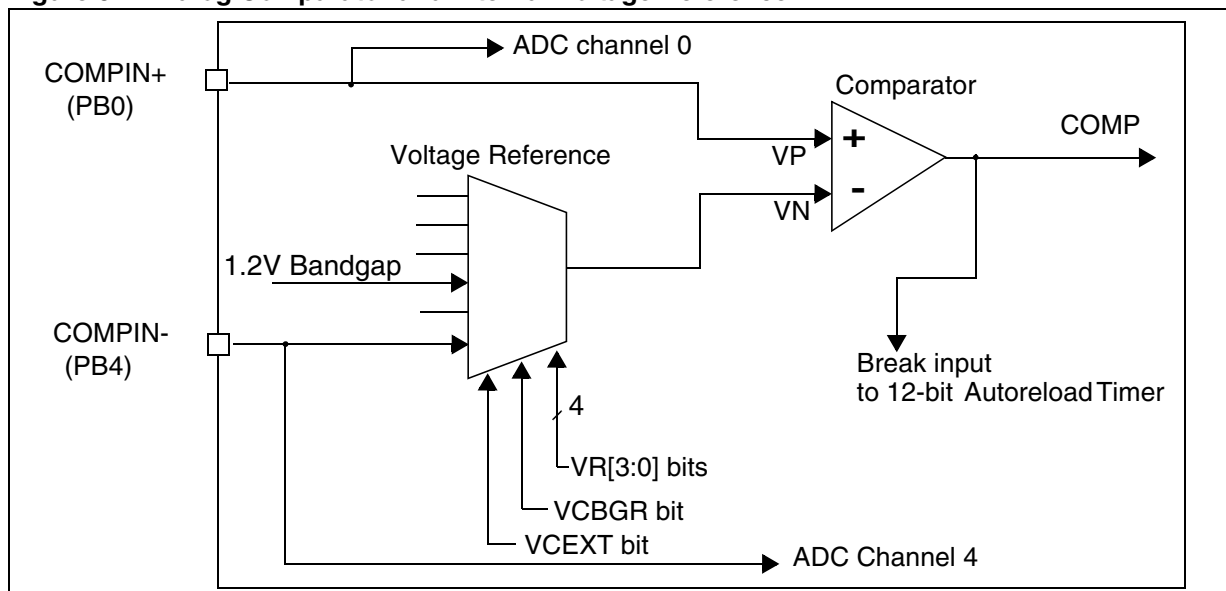 ADC channel 0
COMPIN+
(PB0)
Comparator
COMP
Voltage Reference
VP
+
-
VN
1.2V Bandgap
COMPIN-
(PB4)
Break input
to 12-bit Autoreload Timer
4
VR[3:0] bits
VCBGR bit
VCEXT bit
ADC Channel 4